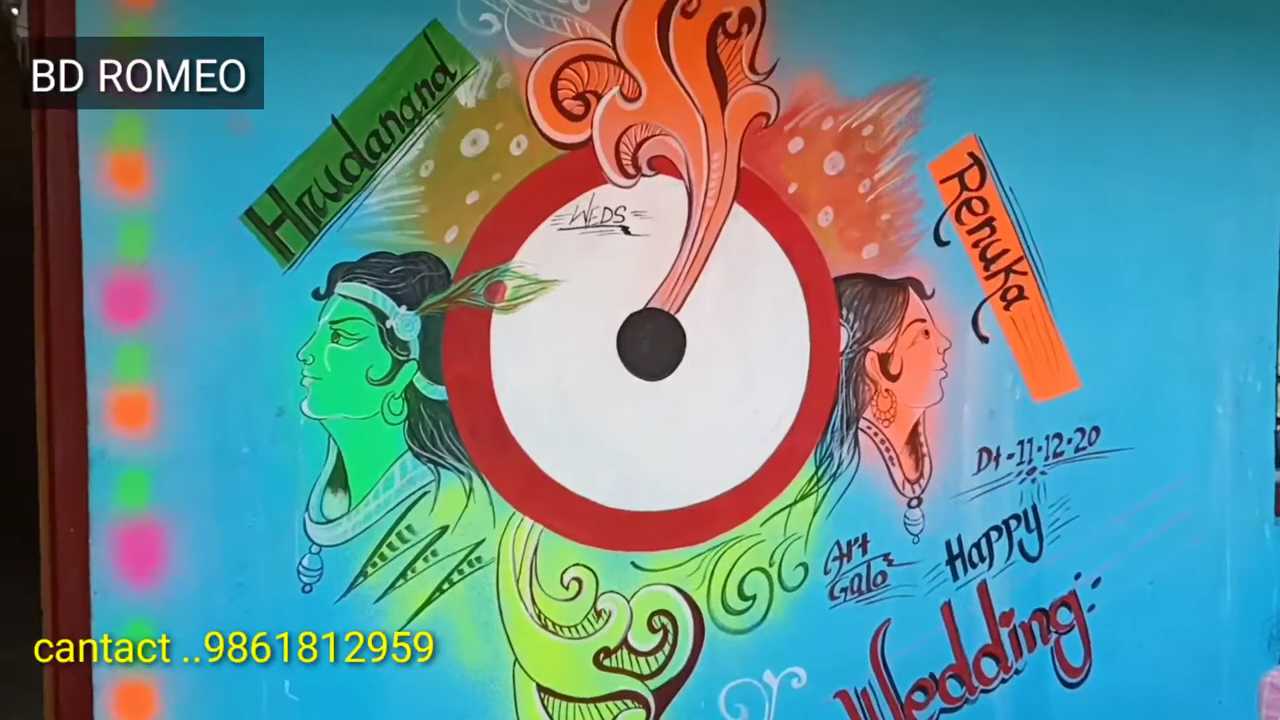 BD ROMEO
Hrudanand
WEDS
Renuka
Dt-11-12-20
Art
Galo
Happy
Wedding:
cantact ..9861812959